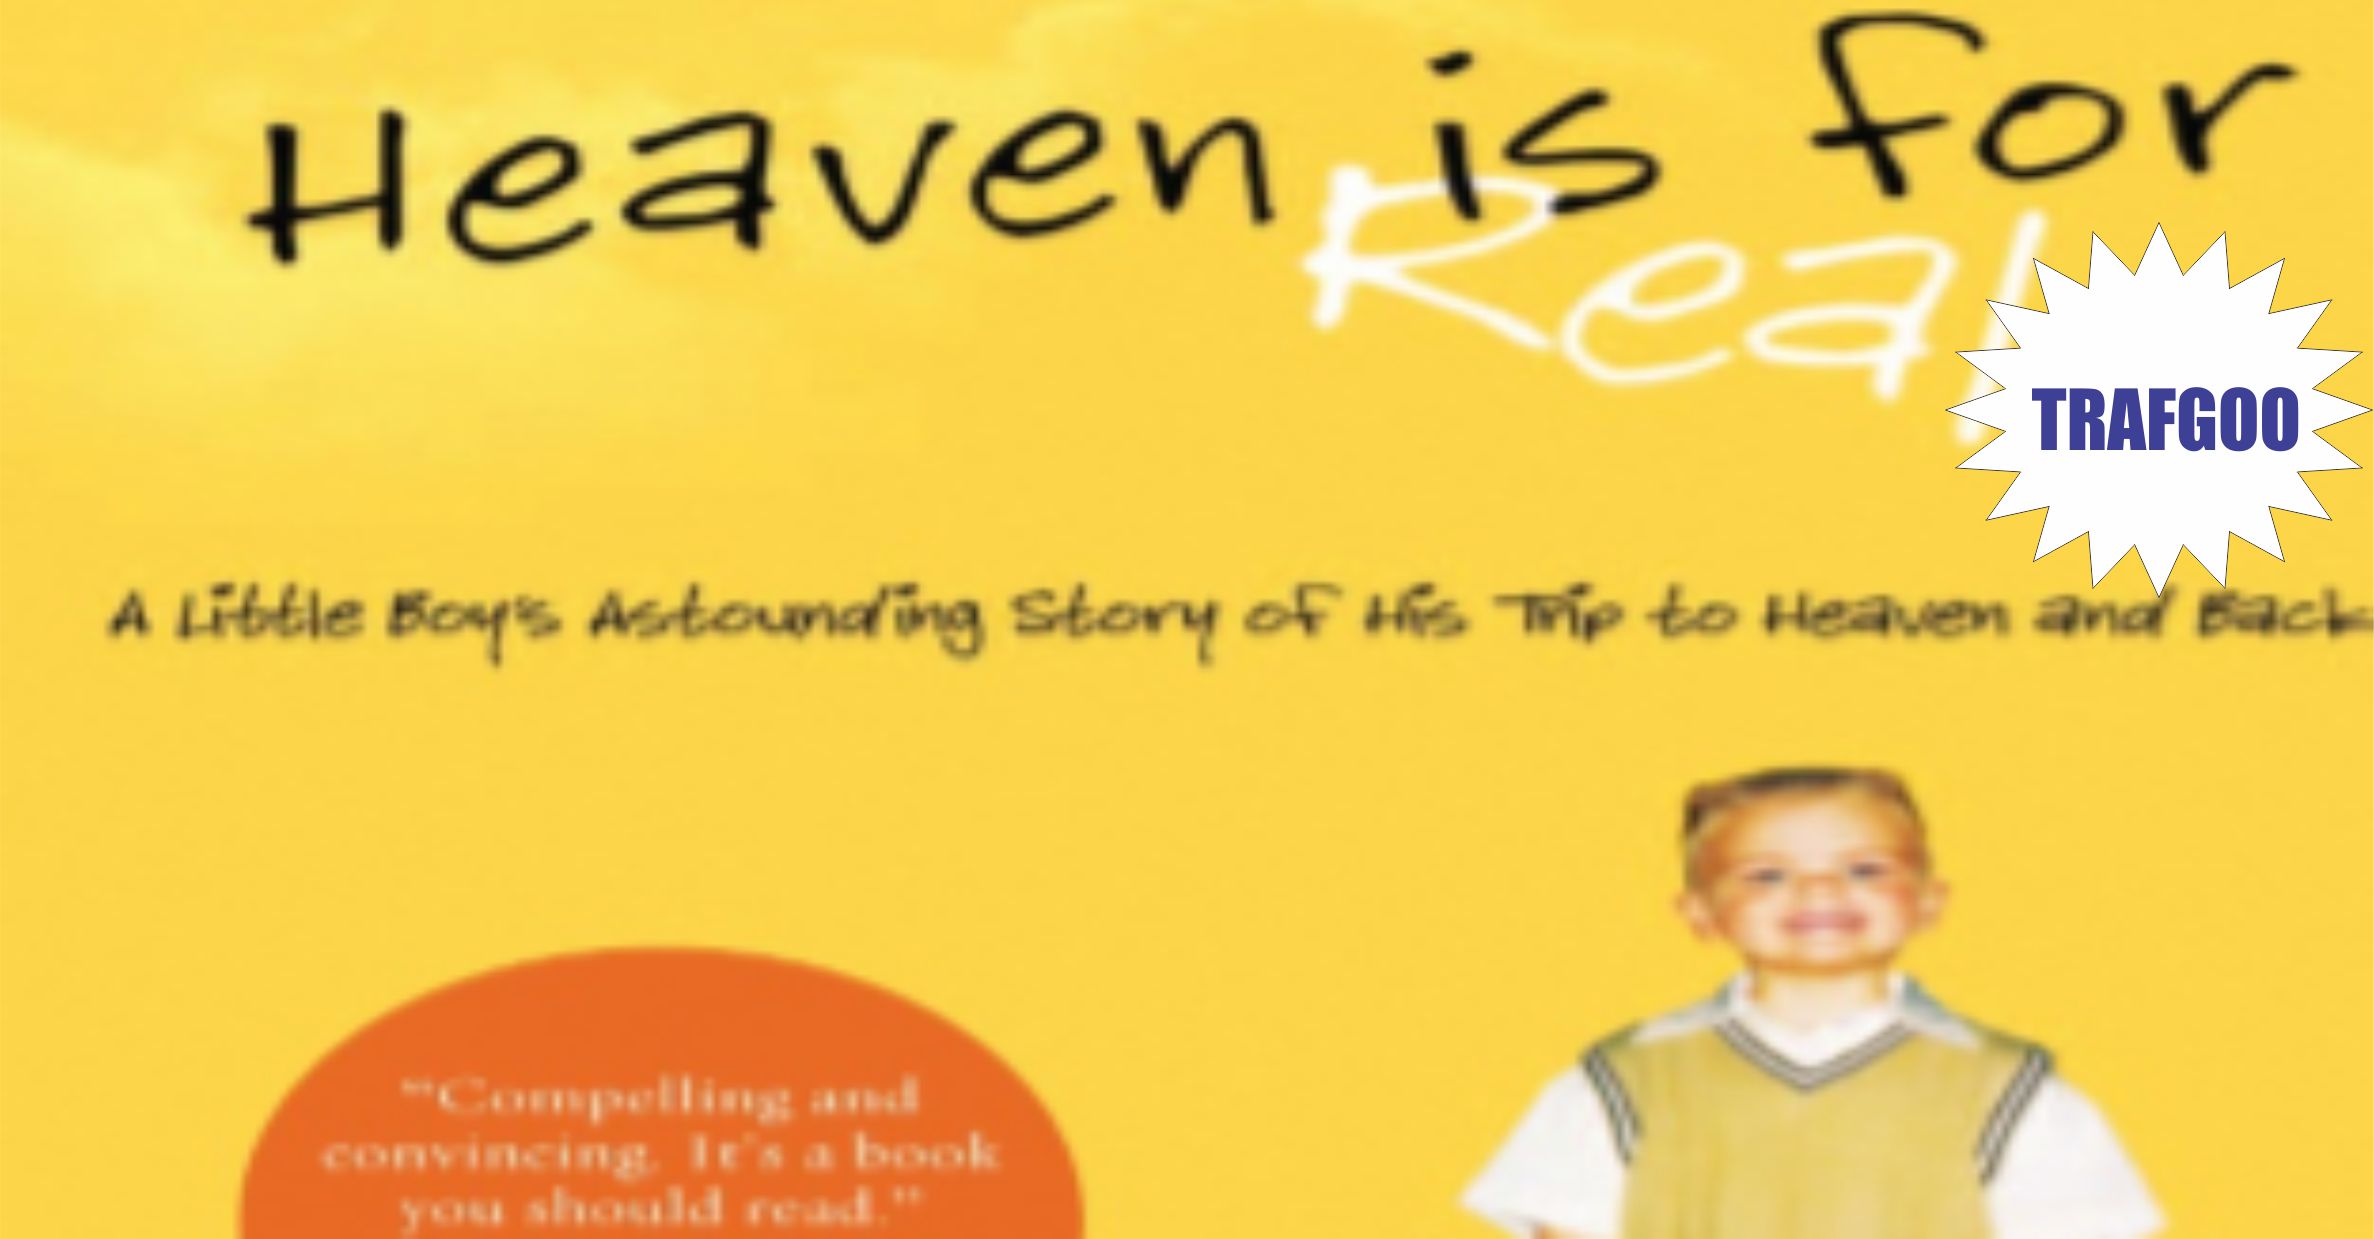 Heaven is for
Real
TRAFGOO
A Little Boy's Astounding Story of His Trip to Heaven and Back
"Compelling and
convincing. It's a book
you should read."